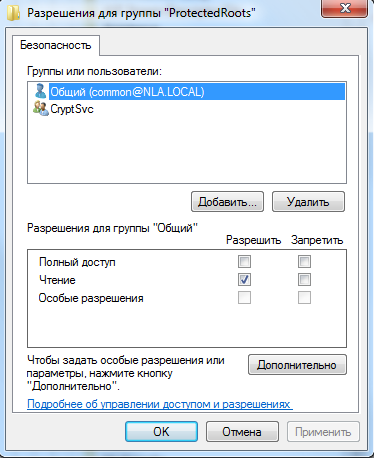 Разрешения для группы "ProtectedRoots"
Безопасность
Группы или пользователи:
Общий (common@NLA.LOCAL)
CryptSvc
Добавить... Удалить
Разрешения для группы "Общий"
Разрешить Запретить
Полный доступ
Чтение
Особые разрешения
Чтобы задать особые разрешения или
параметры, нажмите кнопку
"Дополнительно".
Дополнительно
Подробнее об управлении доступом и разрешениях
OK Отмена Применить